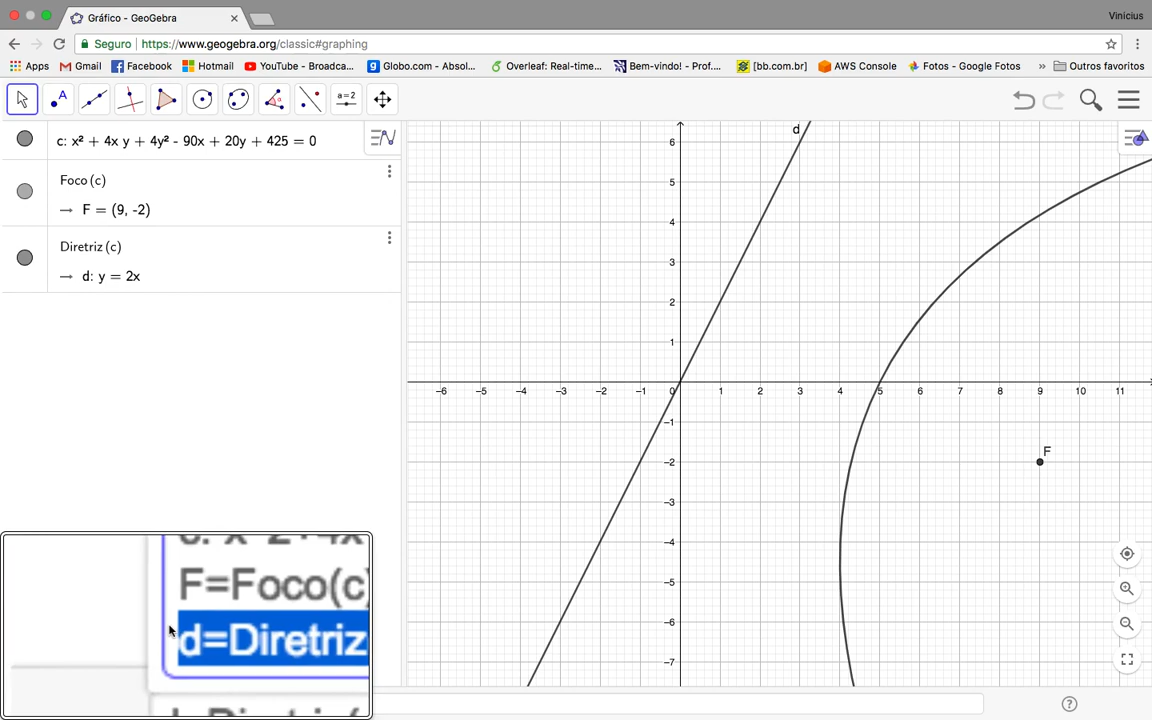 Gráfico - GeoGebra
Vinicius
Seguro https://www.geogebra.org/classic#graphing
Apps Gmail Facebook Hotmail YouTube - Broadca... Globo.com - Absol... Overleaf: Real-time... Bem-vindo! - Prof.... [bb.com.br] AWS Console Fotos - Google Fotos » Outros favoritos
A a=2
c: x² + 4x y + 4y² - 90x + 20y + 425 = 0
Foco (c)
→ F = (9, -2)
Diretriz (c)
→ d: y = 2x
d
6
5
4
3
2
1
-6 -5 -4 -3 -2 -1 0 1 2 3 4 5 6 7 8 9 10 11
-1
-2
-3
-4
-5
-6
-7
F
F=Foco(c)
d=Diretriz
?